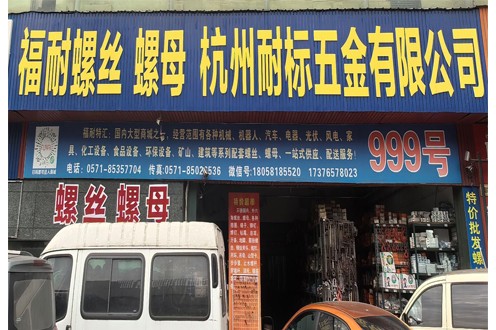 福耐螺丝 螺母 杭州耐标五金有限公司
福耐特汇：国内大型商城之一、经营范围有各种机械、机器人、汽车、电器、光伏、风电、家
具、化工设备、食品设备、环保设备、矿山、建筑等系列配套螺丝、螺母、一站式供应、配送服务！
电话：0571-85357704 传真:0571-85020536 微信号:18058185520 17376578023
999号
螺丝 螺母
特价批发螺